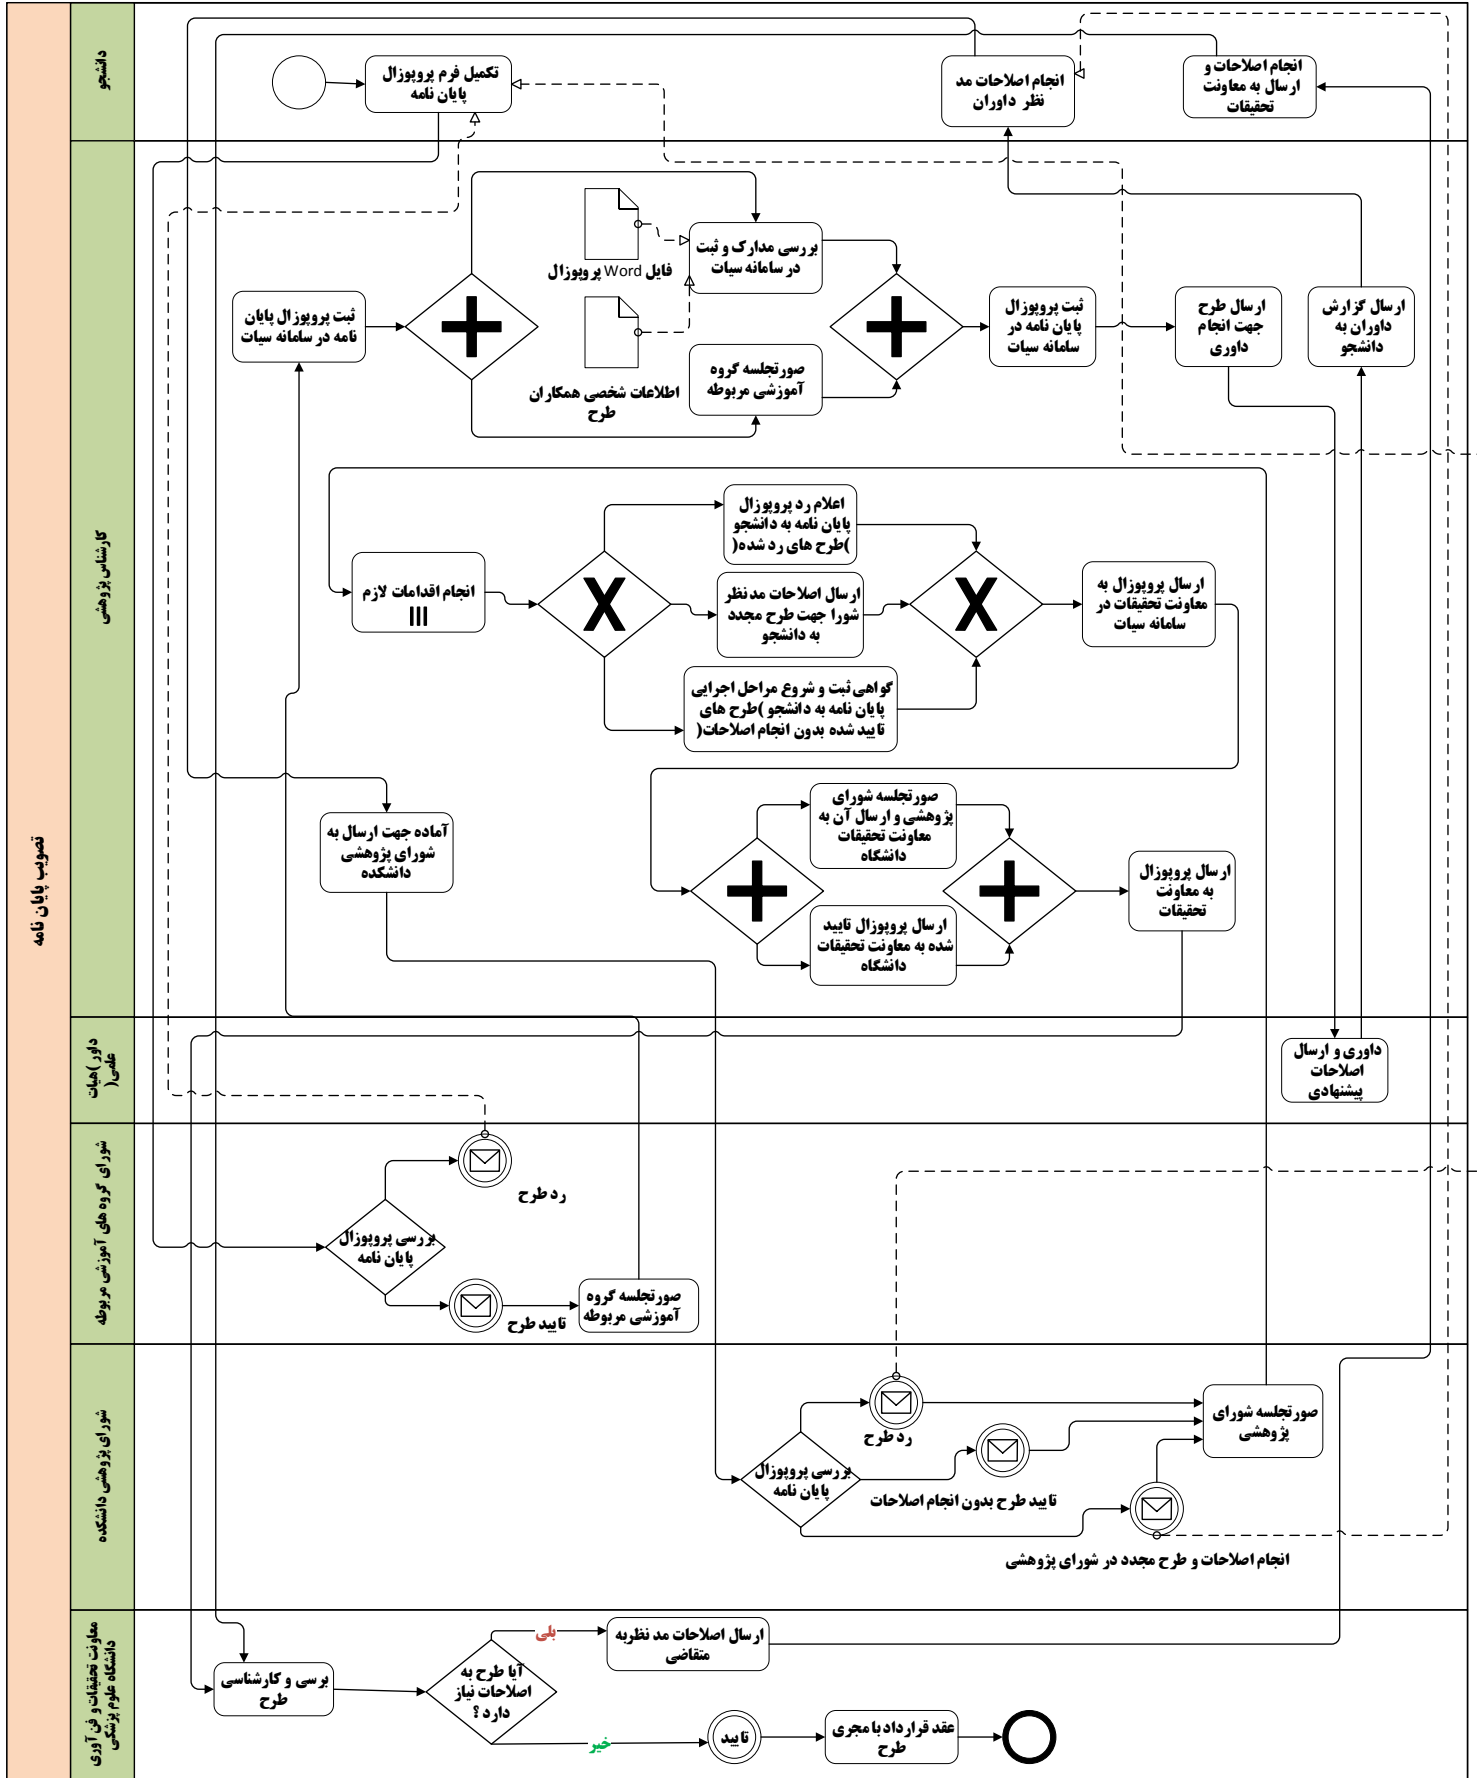 تصویب پایان نامه
دانشجو
تکمیل فرم پروپوزال
پایان نامه
انجام اصلاحات مد
نظر داوران
انجام اصلاحات و
ارسال به معاونت
تحقیقات
کارشناس پژوهشی
ثبت پروپوزال پایان
نامه در سامانه سیات
فایل Word پروپوزال
اطلاعات شخصی همکاران
طرح
بررسی مدارک و ثبت
در سامانه سیات
صورتجلسه گروه
آموزشی مربوطه
ثبت پروپوزال
پایان نامه در
سامانه سیات
ارسال طرح
جهت انجام
داوری
ارسال گزارش
داوران به
دانشجو
انجام اقدامات لازم
X
اعلام رد پروپوزال
پایان نامه به دانشجو
)طرح های رد شده(
ارسال اصلاحات مدنظر
شورا جهت طرح مجدد
به دانشجو
گواهی ثبت و شروع مراحل اجرایی
پایان نامه به دانشجو )طرح های
تایید شده بدون انجام اصلاحات(
X
ارسال پروپوزال به
معاونت تحقیقات در
سامانه سیات
آماده جهت ارسال به
شورای پژوهشی
دانشکده
صورتجلسه شورای
پژوهشی و ارسال آن به
معاونت تحقیقات
دانشگاه
ارسال پروپوزال تایید
شده به معاونت تحقیقات
دانشگاه
ارسال پروپوزال
به معاونت
تحقیقات
داور )هیات
علمی(
داوری و ارسال
اصلاحات
پیشنهادی
شورای گروه های آموزشی مربوطه
بررسی پروپوزال
پایان نامه
رد طرح
تایید طرح
صورتجلسه گروه
آموزشی مربوطه
شورای پژوهشی دانشکده
بررسی پروپوزال
پایان نامه
رد طرح
تایید طرح بدون انجام اصلاحات
انجام اصلاحات و طرح مجدد در شورای پژوهشی
صورتجلسه شورای
پژوهشی
معاونت تحقیقات و فن آوری
دانشگاه علوم پزشکی
برسی و کارشناسی
طرح
آیا طرح به
اصلاحات نیاز
دارد ؟
بلی
خیر
ارسال اصلاحات مد نظربه
متقاضی
تایید
عقد قرارداد با مجری
طرح